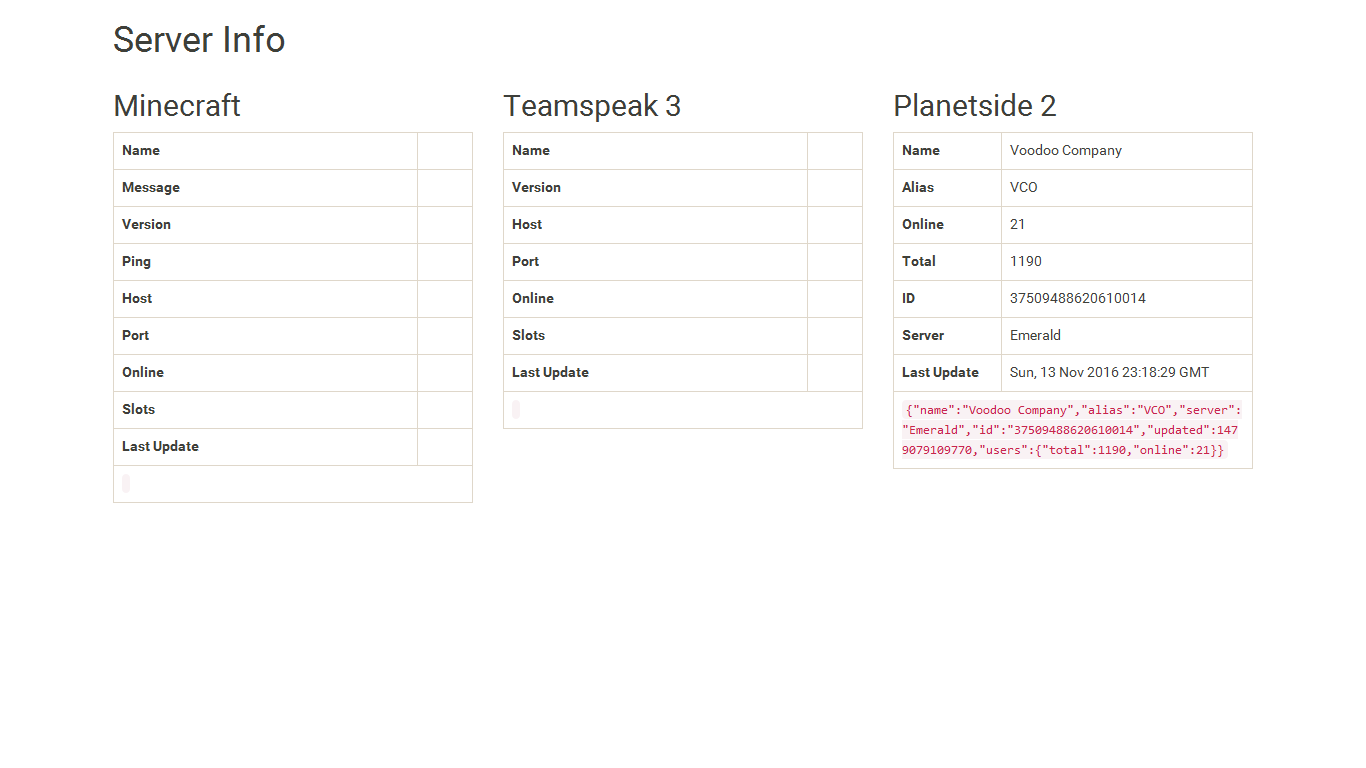 Server Info
Minecraft
Name
Message
Version
Ping
Host
Port
Online
Slots
Last Update
Teamspeak 3
Name
Version
Host
Port
Online
Slots
Last Update
Planetside 2
Name Voodoo Company
Alias VCO
Online 21
Total 1190
ID 37509488620610014
Server Emerald
Last Update Sun, 13 Nov 2016 23:18:29 GMT
{"name":"Voodoo Company","alias":"VCO","server":
"Emerald","id":"37509488620610014","updated":147
9079109770,"users":{"total":1190,"online":21}}